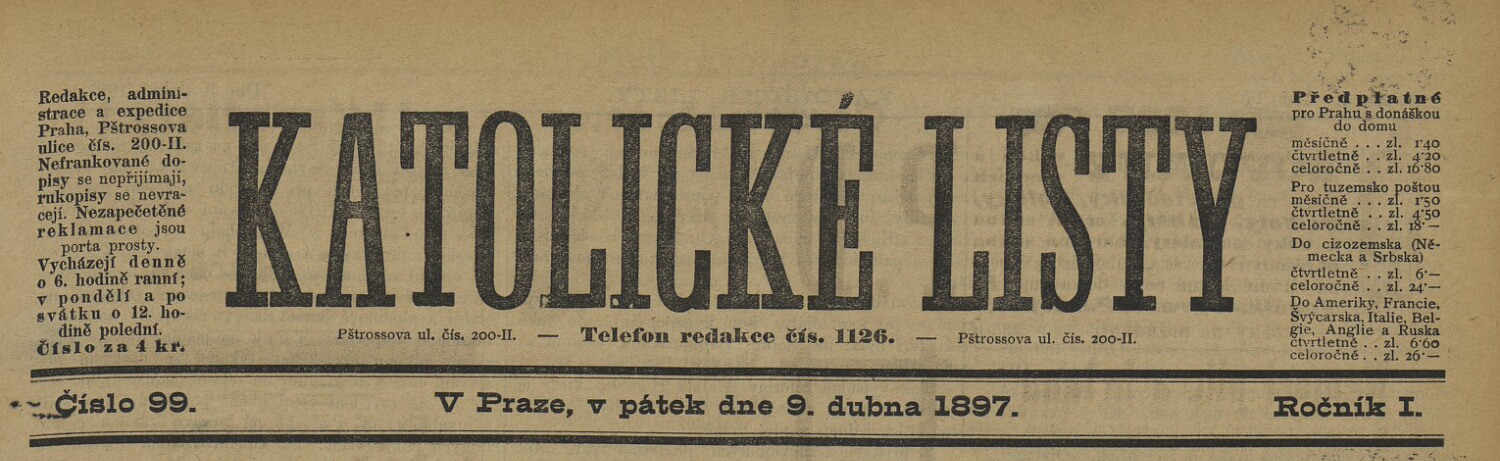 Redakce, admini-
strace a expedice
Praha, Pštrossova
ulice čís. 200-II.
Nefrankované do-
pisy se nepřijímají,
rukopisy se nevra-
cejí. Nezapečetěné
reklamace jsou
porta prosty.
Vycházejí denně
o 6. hodině ranní;
v pondělí a po
svátku o 12. ho-
dině polední.
Číslo za 4 kr.
KATOLICKÉ LISTY
Pštrossova ul. čís. 200-II. — Telefon redakce čís. 1126. — Pštrossova ul. čís. 200-II.
Předplatné
pro Prahu s donáškou
do domu
měsíčně . . . zl. 1·40
čtvrtletně . . zl. 4·20
celoročně . . zl. 16·80
Pro tuzemsko poštou
měsíčně . . . zl. 1·50
čtvrtletně . . zl. 4·50
celoročně . . zl. 18·—
Do cizozemska (Ně-
mecka a Srbska)
čtvrtletně . . zl. 6·—
celoročně . . zl. 24·—
Do Ameriky, Francie,
Švýcarska, Italie, Bel-
gie, Anglie a Ruska
čtvrtletně . . zl. 6·60
celoročně . . zl. 26·—
Číslo 99. V Praze, v pátek dne 9. dubna 1897. Ročník I.